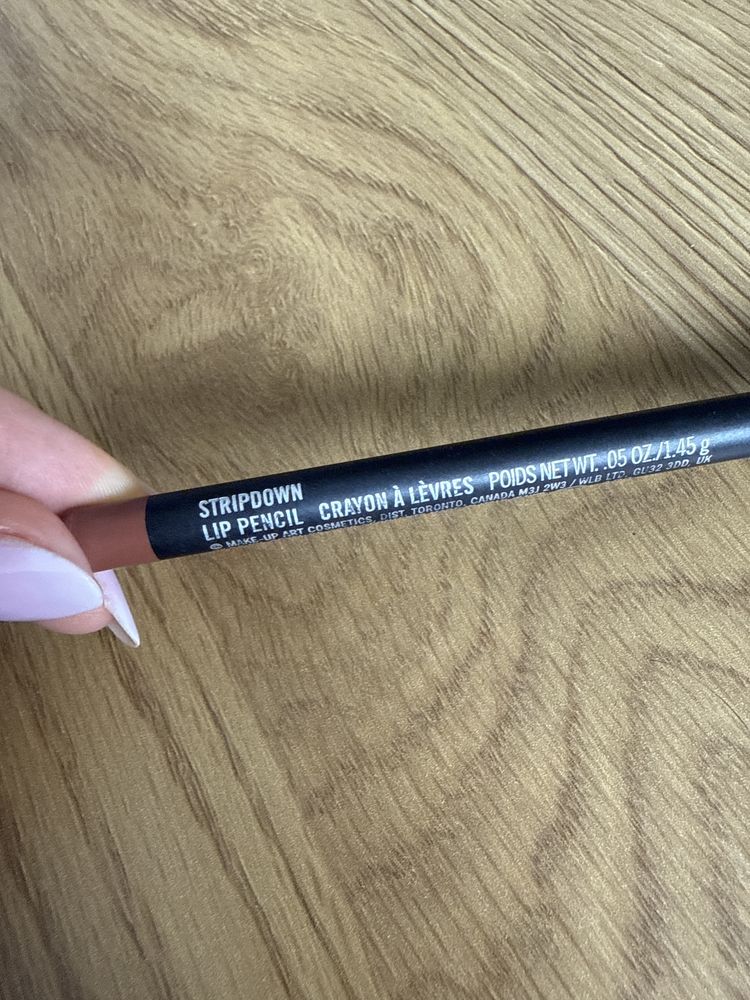 STRIPDOWN
LIP PENCIL CRAYON À LÈVRES POIDS NET WT. .05 OZ./1.45 g
MAKE-UP ART COSMETICS, DIST. TORONTO, CANADA M3J 2W3 / WLB LTD, GU32 3DD, UK